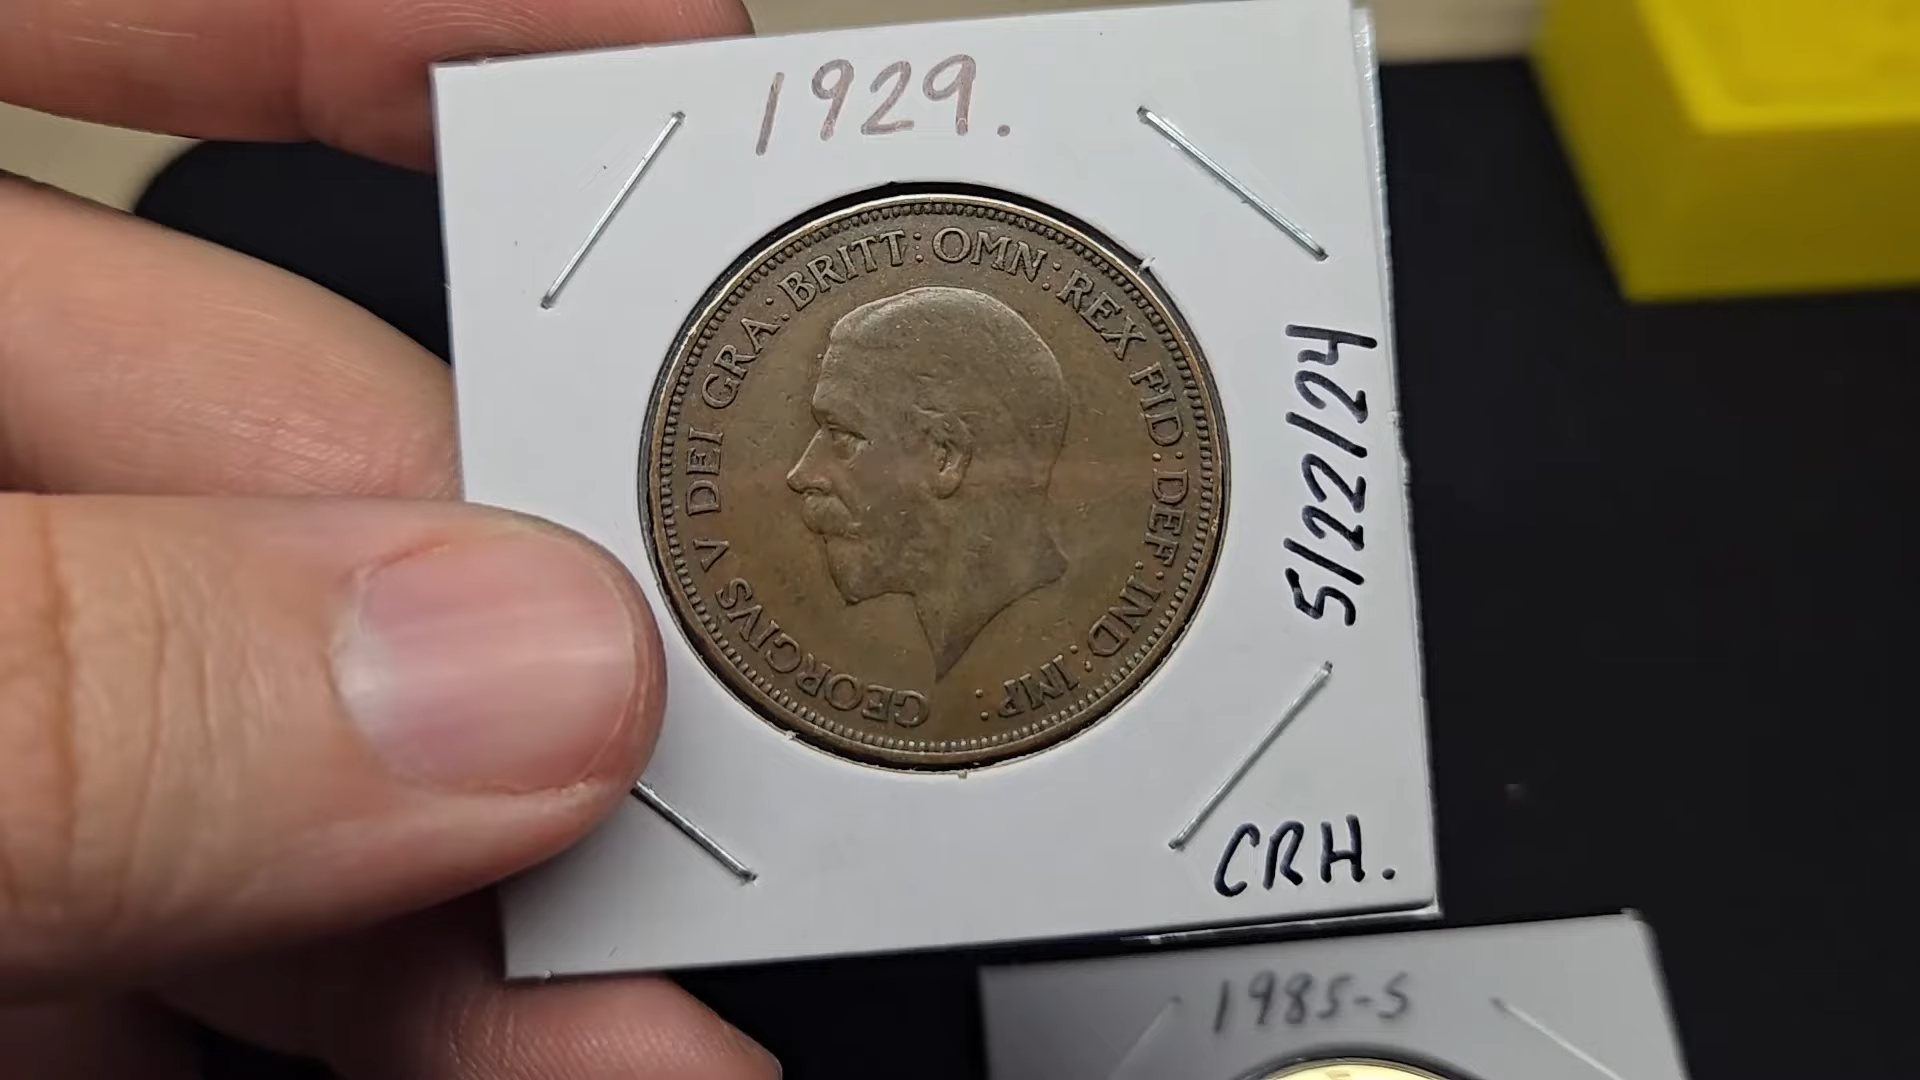 1929.
GEORGIVS V DEI GRA: BRITT: OMN: REX FID: DEF: IND: IMP:
5/22/24
CRH.
1985-S